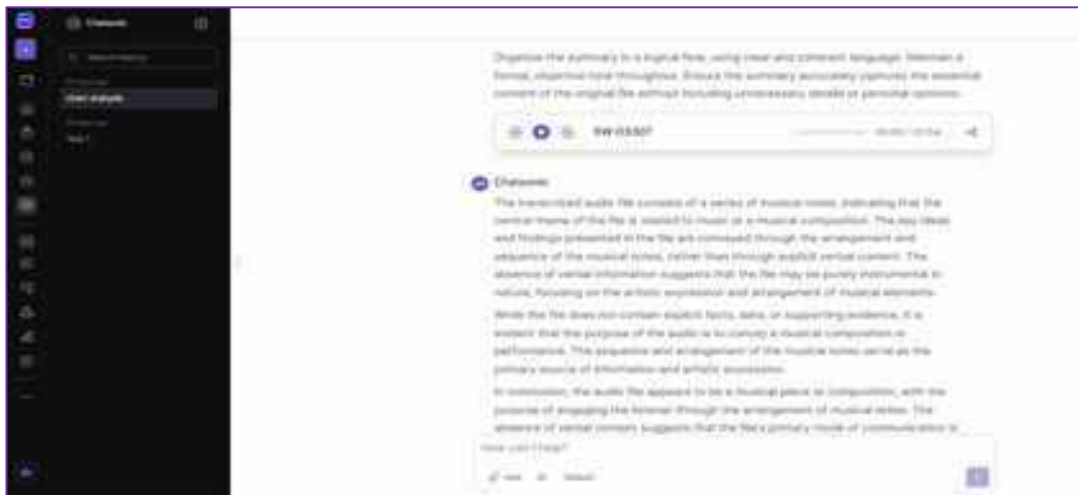 Chatsonic
Chart analysis
Organize the summary in a logical flow, using clear and coherent language. Maintain a
formal, objective tone throughout. Ensure the summary accurately captures the essential
content of the original file without including unnecessary details or personal opinions.
Chatsonic
The transcribed audio file consists of a series of musical notes, indicating that the
central theme of the file is related to music or a musical composition. The key ideas
and findings presented in the file are conveyed through the arrangement and
sequence of the musical notes, rather than through explicit verbal content. The
absence of verbal information suggests that the file may be purely instrumental in
nature, focusing on the artistic expression and arrangement of musical elements.
While the file does not contain explicit facts, data, or supporting evidence, it is
evident that the purpose of the audio is to convey a musical composition or
performance. The sequence and arrangement of the musical notes serve as the
primary source of information and artistic expression.
In conclusion, the audio file appears to be a musical piece or composition, with the
purpose of engaging the listener through the arrangement of musical notes. The
absence of verbal content suggests that the file's primary mode of communication is
How can I help?